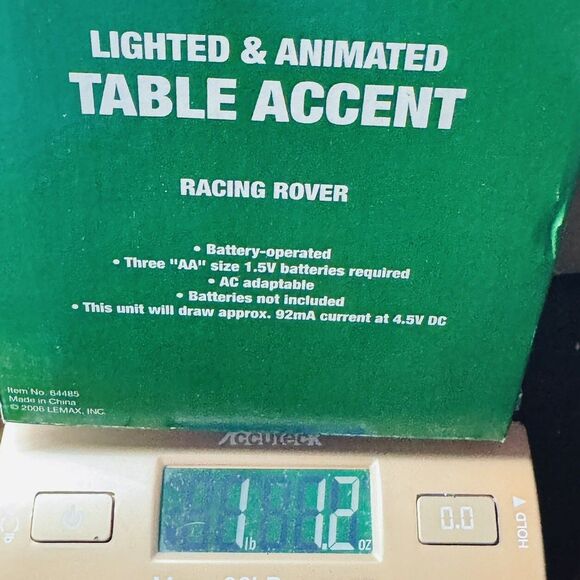 LIGHTED & ANIMATED
TABLE ACCENT
RACING ROVER
• Battery-operated
• Three "AA" size 1.5V batteries required
• AC adaptable
• Batteries not included
• This unit will draw approx. 92mA current at 4.5V DC
Item No. 64485
Made in China
© 2006 LEMAX, INC.
ACCUTECK
1 lb 1.2 oz
0.0
HOLD